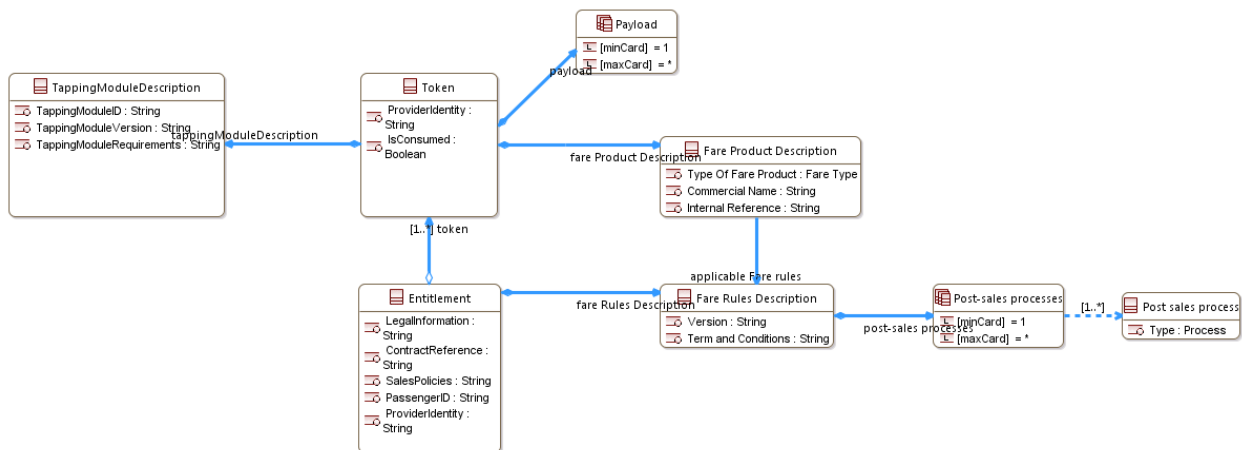 Payload
[minCard] = 1
[maxCard] = *
payload
TappingModuleDescription
TappingModuleID : String
TappingModuleVersion : String
TappingModuleRequirements : String
tappingModuleDescription
Token
ProviderIdentity :
String
IsConsumed :
Boolean
fare Product Description
Fare Product Description
Type Of Fare Product : Fare Type
Commercial Name : String
Internal Reference : String
[1..*] token
applicable Fare rules
Entitlement
LegalInformation :
String
ContractReference :
String
SalesPolicies : String
PassengerID : String
ProviderIdentity :
String
fare Rules Description
Fare Rules Description
Version : String
Term and Conditions : String
post-sales processes
Post-sales processes
[minCard] = 1
[maxCard] = *
[1..*]
Post sales process
Type : Process